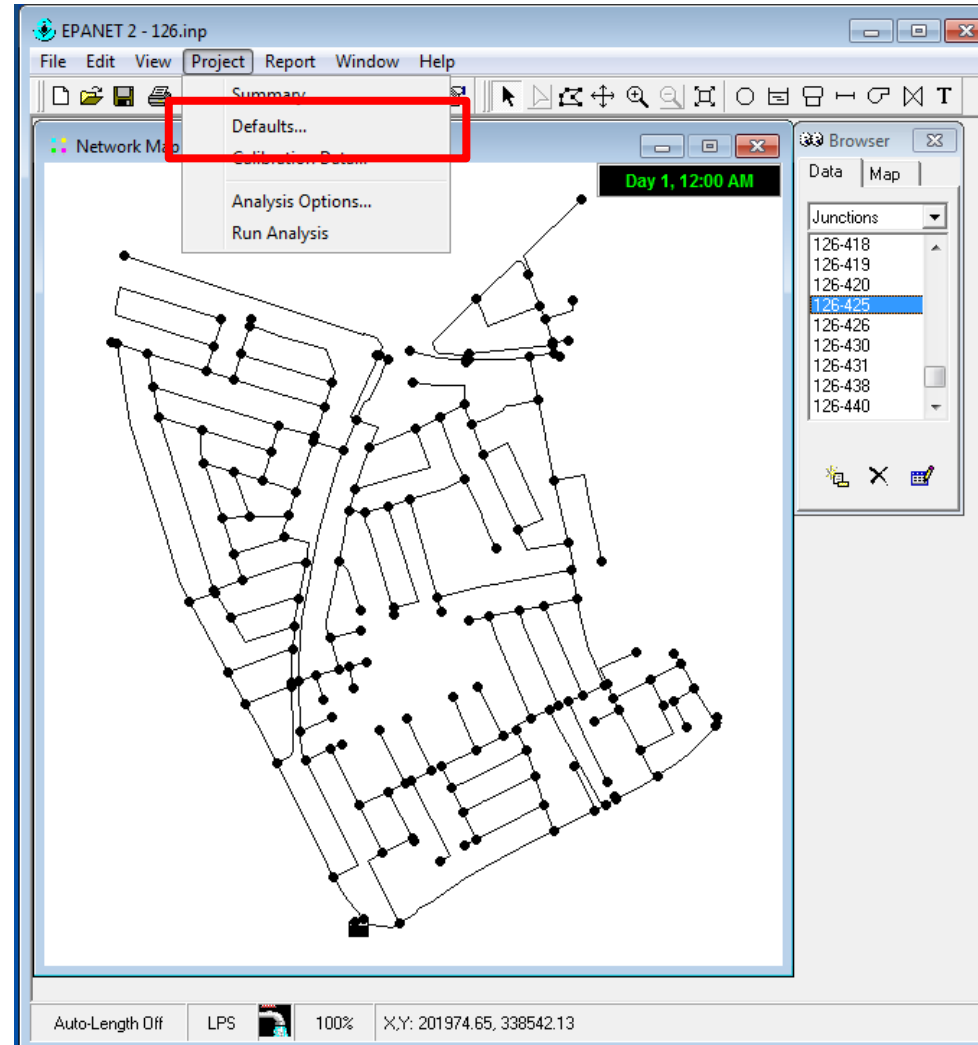 EPANET 2 - 126.inp
File Edit View Project Report Window Help
T
Summary
Defaults...
Calibration Data...
Analysis Options...
Run Analysis
Network Map
Day 1, 12:00 AM
Browser
Data Map
Junctions
126-418
126-419
126-420
126-425
126-426
126-430
126-431
126-438
126-440
Auto-Length Off LPS 100% X,Y: 201974.65, 338542.13